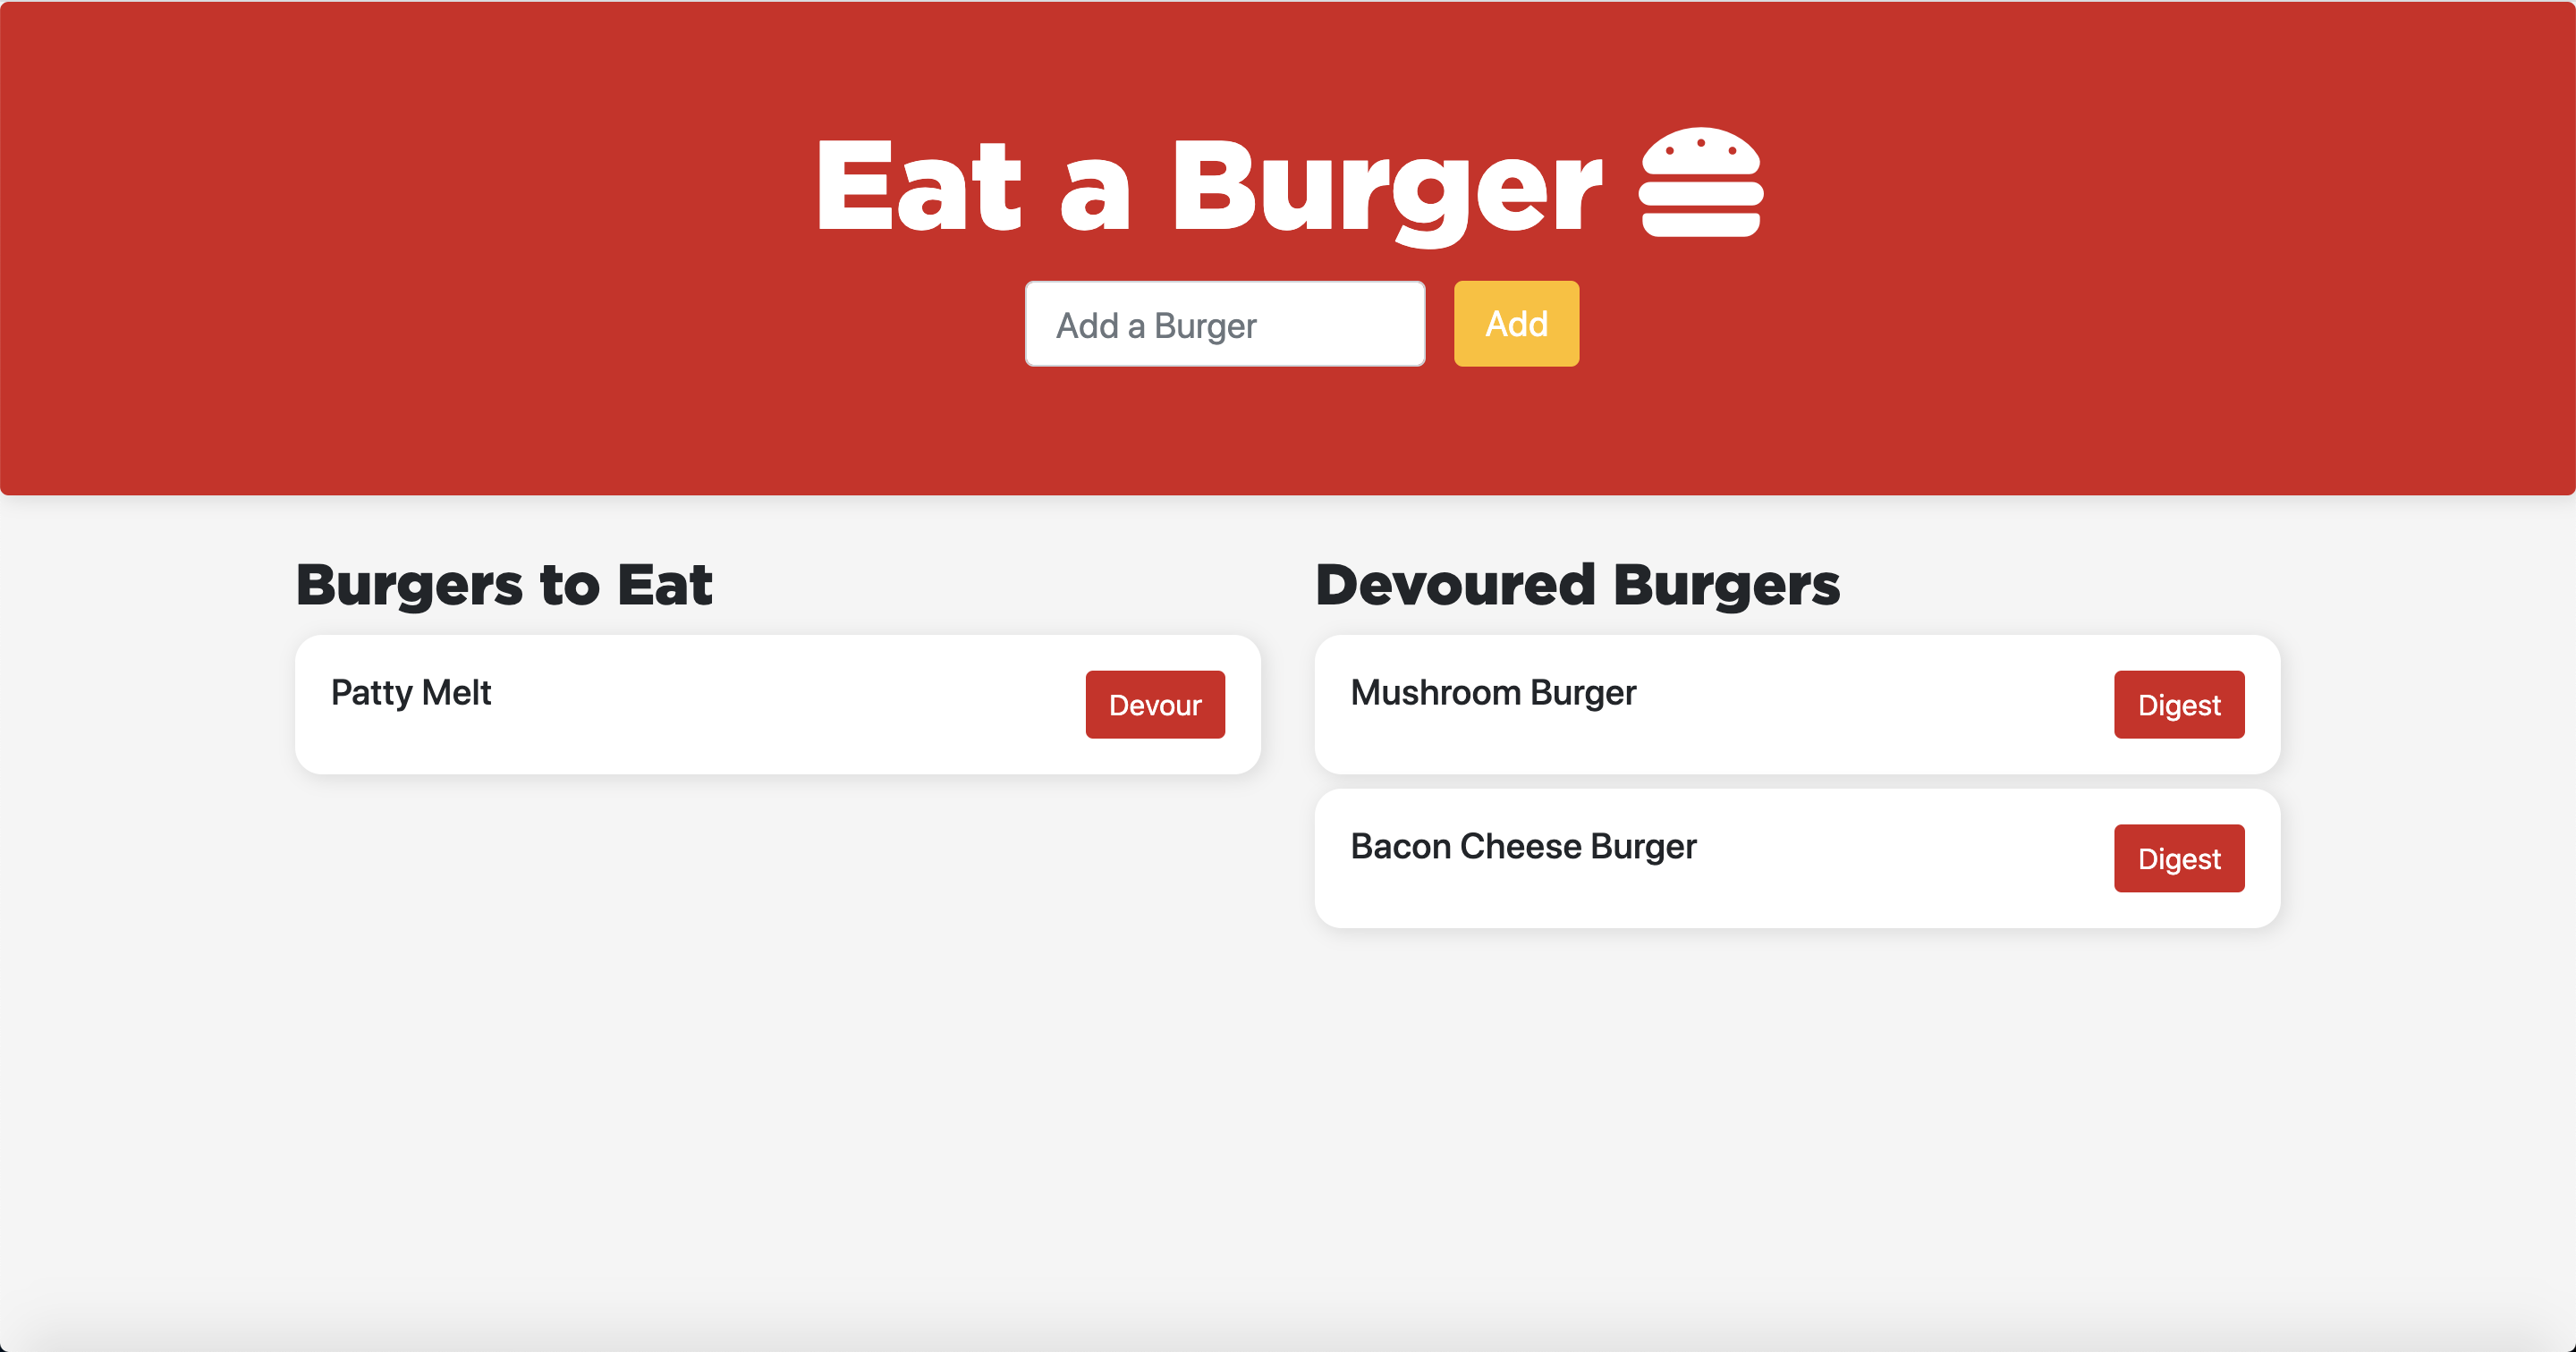 Eat a Burger
Add a Burger
Add
Burgers to Eat
Patty Melt
Devour
Devoured Burgers
Mushroom Burger
Digest
Bacon Cheese Burger
Digest